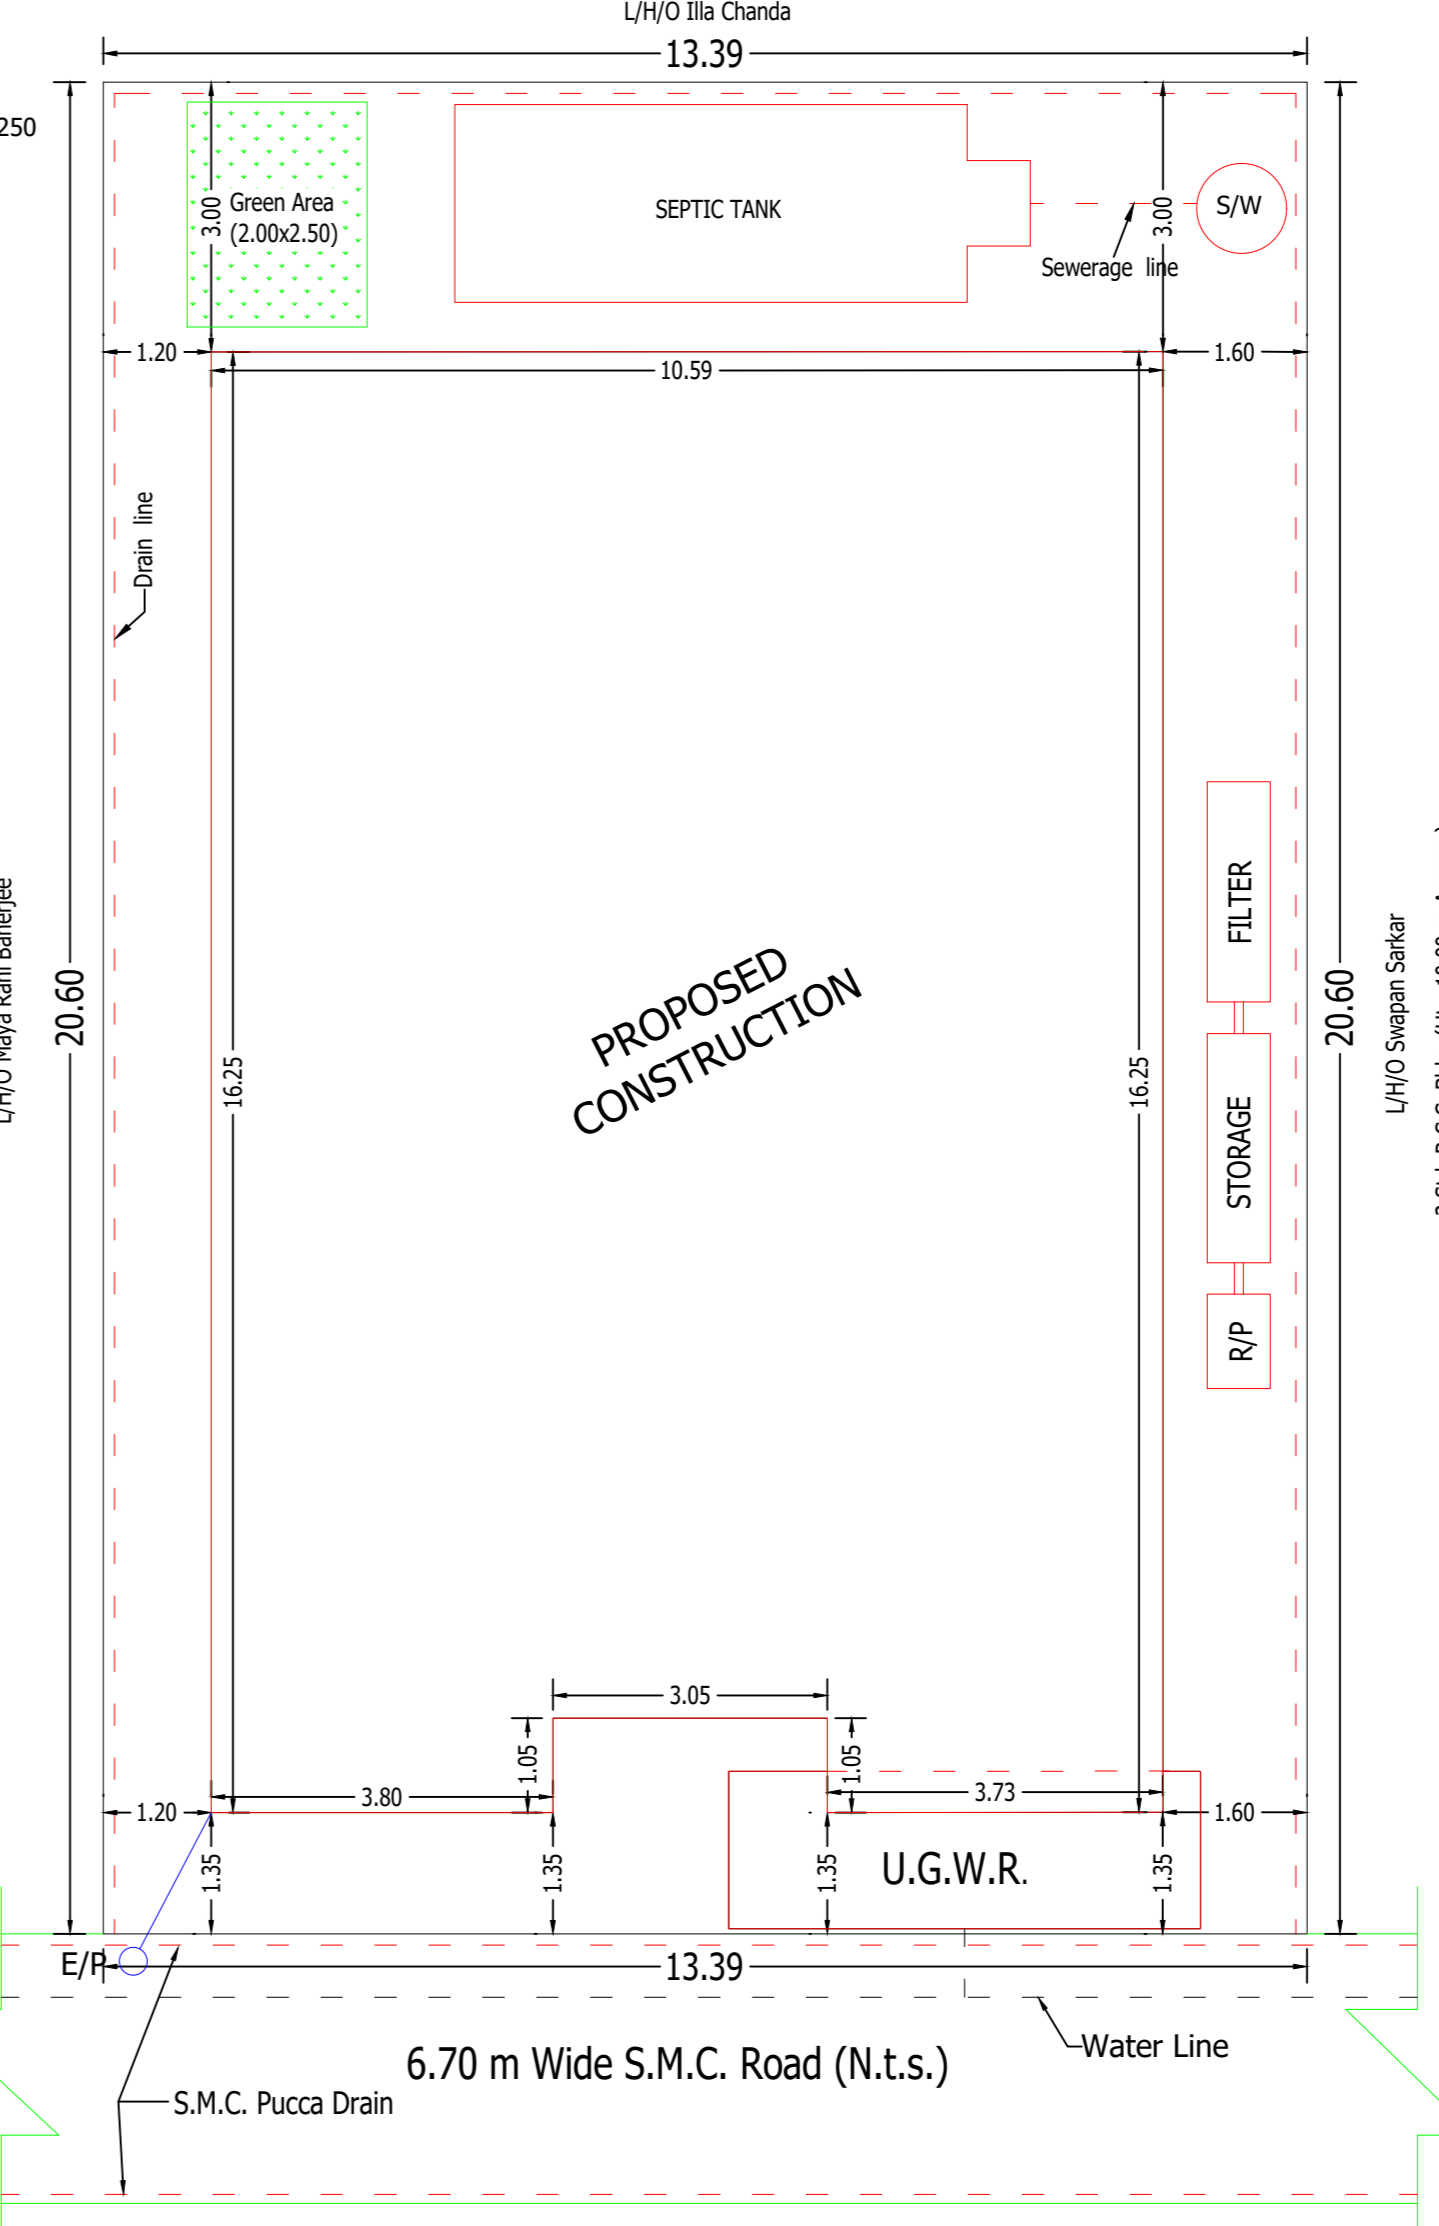 L/H/O Illa Chanda
13.39
250
3.00
Green Area
(2.00x2.50)
SEPTIC TANK
3.00
S/W
Sewerage line
1.20
10.59
1.60
Drain line
FILTER
PROPOSED
CONSTRUCTION
L/H/O Maya Rani Banerjee
20.60
16.25
16.25
STORAGE
20.60
L/H/O Swapan Sarkar
R/P
3.05
1.05
1.05
3.80
3.73
1.20
1.60
1.35
1.35
1.35
U.G.W.R.
1.35
E/P
13.39
Water Line
6.70 m Wide S.M.C. Road (N.t.s.)
S.M.C. Pucca Drain